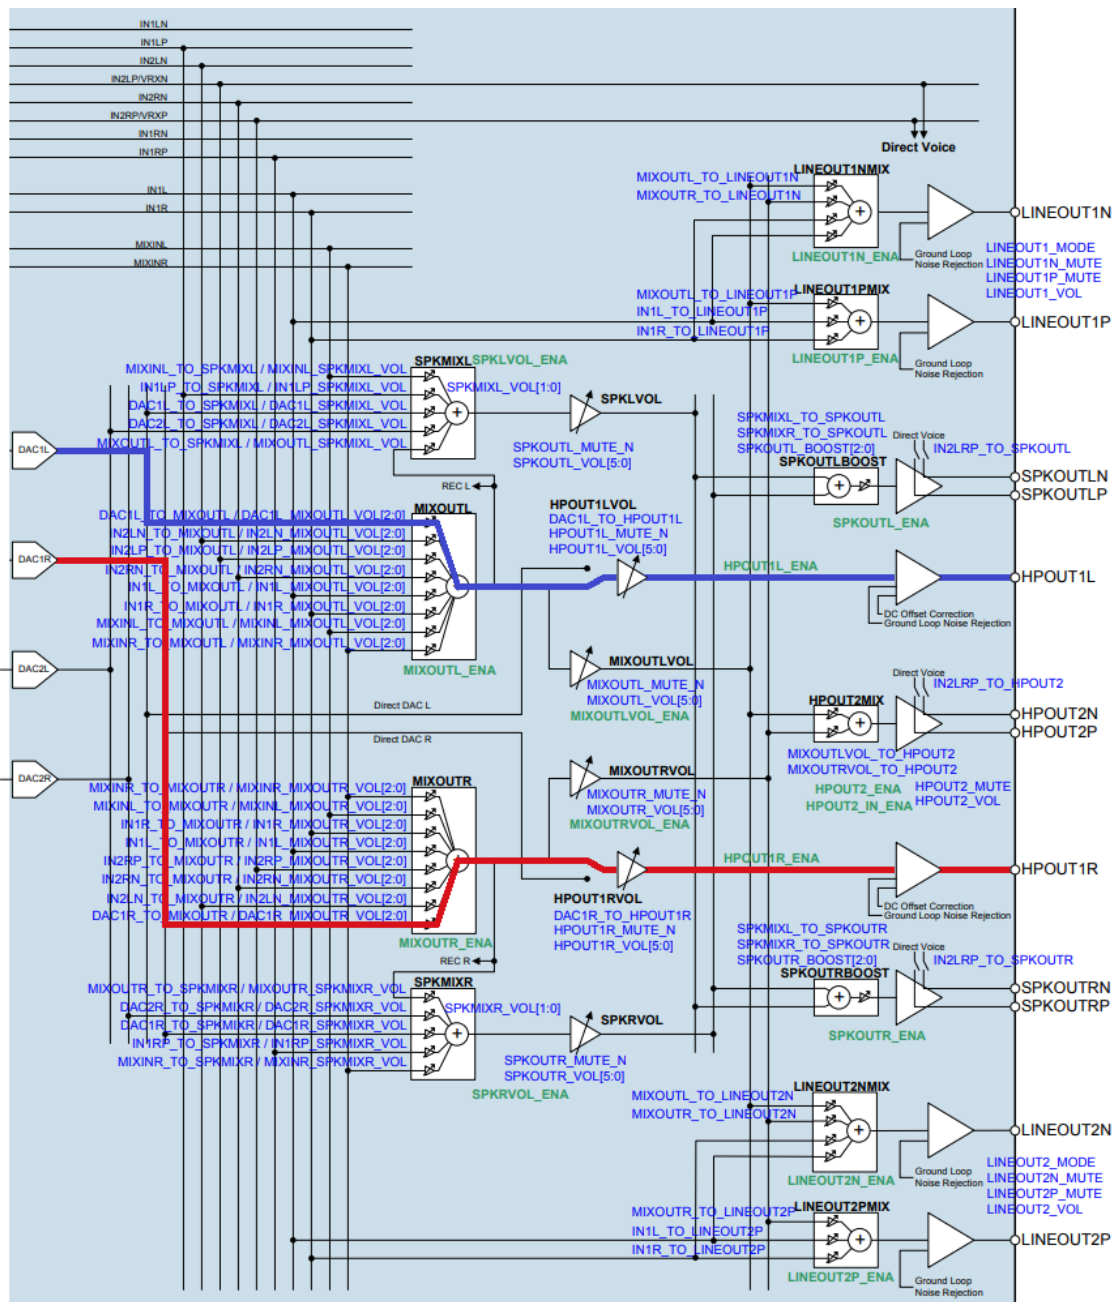 IN1LN
IN1LP
IN2LN
IN2LP/VRXN
IN2RN
IN2RP/VRXP
IN1RN
IN1RP
IN1L
IN1R
MIXINL
MIXINR
Direct Voice
MIXOUTL_TO_LINEOUT1N
MIXOUTR_TO_LINEOUT1N
LINEOUT1NMIX
LINEOUT1N_ENA
Ground Loop
Noise Rejection
LINEOUT1N
LINEOUT1_MODE
LINEOUT1N_MUTE
LINEOUT1P_MUTE
LINEOUT1_VOL
MIXOUTL_TO_LINEOUT1P
IN1L_TO_LINEOUT1P
IN1R_TO_LINEOUT1P
LINEOUT1PMIX
LINEOUT1P_ENA
Ground Loop
Noise Rejection
LINEOUT1P
SPKMIXL
SPKLVOL_ENA
MIXINL_TO_SPKMIXL / MIXINL_SPKMIXL_VOL
IN1LP_TO_SPKMIXL / IN1LP_SPKMIXL_VOL
DAC1L_TO_SPKMIXL / DAC1L_SPKMIXL_VOL
DAC2L_TO_SPKMIXL / DAC2L_SPKMIXL_VOL
MIXOUTL_TO_SPKMIXL / MIXOUTL_SPKMIXL_VOL
SPKMIXL_VOL[1:0]
SPKLVOL
SPKOUTL_MUTE_N
SPKOUTL_VOL[5:0]
SPKMIXL_TO_SPKOUTL
SPKMIXR_TO_SPKOUTL
SPKOUTL_BOOST[2:0]
SPKOUTLBOOST
Direct Voice
IN2LRP_TO_SPKOUTL
SPKOUTL_ENA
SPKOUTLN
SPKOUTLP
DAC1L
REC L
MIXOUTL
DAC1L_TO_MIXOUTL / DAC1L_MIXOUTL_VOL[2:0]
IN2LN_TO_MIXOUTL / IN2LN_MIXOUTL_VOL[2:0]
IN2LP_TO_MIXOUTL / IN2LP_MIXOUTL_VOL[2:0]
IN2RN_TO_MIXOUTL / IN2RN_MIXOUTL_VOL[2:0]
IN1L_TO_MIXOUTL / IN1L_MIXOUTL_VOL[2:0]
IN1R_TO_MIXOUTL / IN1R_MIXOUTL_VOL[2:0]
MIXINL_TO_MIXOUTL / MIXINL_MIXOUTL_VOL[2:0]
MIXINR_TO_MIXOUTL / MIXINR_MIXOUTL_VOL[2:0]
MIXOUTL_ENA
HPOUT1LVOL
DAC1L_TO_HPOUT1L
HPOUT1L_MUTE_N
HPOUT1L_VOL[5:0]
HPOUT1L_ENA
DC Offset Correction
Ground Loop Noise Rejection
HPOUT1L
DAC1R
DAC2L
MIXOUTLVOL
MIXOUTL_MUTE_N
MIXOUTL_VOL[5:0]
MIXOUTLVOL_ENA
Direct DAC L
Direct DAC R
Direct Voice
IN2LRP_TO_HPOUT2
HPOUT2MIX
MIXOUTLVOL_TO_HPOUT2
MIXOUTRVOL_TO_HPOUT2
HPOUT2_ENA
HPOUT2_IN_ENA
HPOUT2_MUTE
HPOUT2_VOL
HPOUT2N
HPOUT2P
DAC2R
MIXOUTR
MIXINR_TO_MIXOUTR / MIXINR_MIXOUTR_VOL[2:0]
MIXINL_TO_MIXOUTR / MIXINL_MIXOUTR_VOL[2:0]
IN1R_TO_MIXOUTR / IN1R_MIXOUTR_VOL[2:0]
IN1L_TO_MIXOUTR / IN1L_MIXOUTR_VOL[2:0]
IN2RP_TO_MIXOUTR / IN2RP_MIXOUTR_VOL[2:0]
IN2RN_TO_MIXOUTR / IN2RN_MIXOUTR_VOL[2:0]
IN2LN_TO_MIXOUTR / IN2LN_MIXOUTR_VOL[2:0]
DAC1R_TO_MIXOUTR / DAC1R_MIXOUTR_VOL[2:0]
MIXOUTR_ENA
MIXOUTRVOL
MIXOUTR_MUTE_N
MIXOUTR_VOL[5:0]
MIXOUTRVOL_ENA
HPOUT1R_ENA
HPOUT1RVOL
DAC1R_TO_HPOUT1R
HPOUT1R_MUTE_N
HPOUT1R_VOL[5:0]
DC Offset Correction
Ground Loop Noise Rejection
HPOUT1R
REC R
SPKMIXR
MIXOUTR_TO_SPKMIXR / MIXOUTR_SPKMIXR_VOL
DAC2R_TO_SPKMIXR / DAC2R_SPKMIXR_VOL
DAC1R_TO_SPKMIXR / DAC1R_SPKMIXR_VOL
IN1RP_TO_SPKMIXR / IN1RP_SPKMIXR_VOL
MIXINR_TO_SPKMIXR / MIXINR_SPKMIXR_VOL
SPKMIXR_VOL[1:0]
SPKRVOL
SPKOUTR_MUTE_N
SPKOUTR_VOL[5:0]
SPKRVOL_ENA
SPKMIXL_TO_SPKOUTR
SPKMIXR_TO_SPKOUTR
SPKOUTR_BOOST[2:0]
SPKOUTRBOOST
Direct Voice
IN2LRP_TO_SPKOUTR
SPKOUTR_ENA
SPKOUTRN
SPKOUTRP
LINEOUT2NMIX
MIXOUTL_TO_LINEOUT2N
MIXOUTR_TO_LINEOUT2N
LINEOUT2N_ENA
Ground Loop
Noise Rejection
LINEOUT2N
LINEOUT2_MODE
LINEOUT2N_MUTE
LINEOUT2P_MUTE
LINEOUT2_VOL
LINEOUT2PMIX
MIXOUTR_TO_LINEOUT2P
IN1L_TO_LINEOUT2P
IN1R_TO_LINEOUT2P
LINEOUT2P_ENA
Ground Loop
Noise Rejection
LINEOUT2P